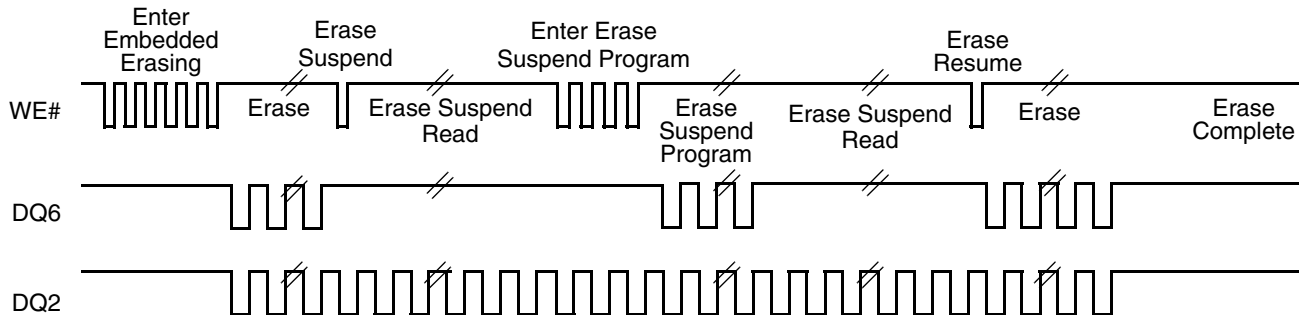 Enter
Embedded
Erasing
Erase
Suspend
Enter Erase
Suspend Program
Erase
Resume
WE#
Erase
Erase Suspend
Read
Erase
Suspend
Program
Erase Suspend
Read
Erase
Erase
Complete
DQ6
DQ2